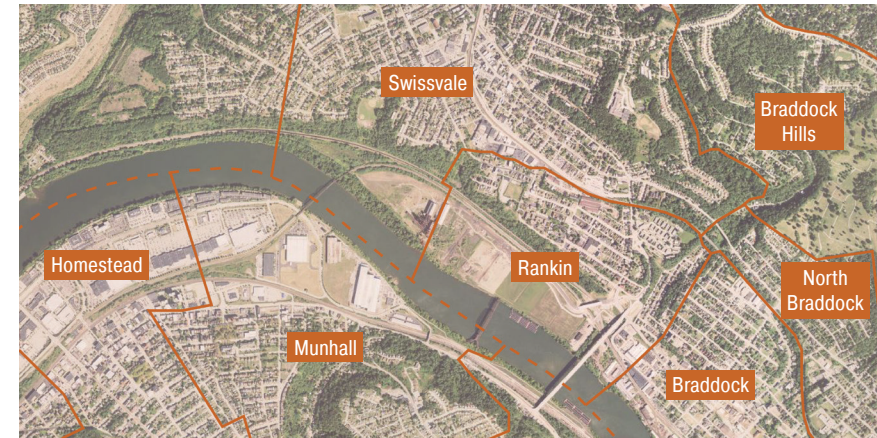 Swissvale
Braddock
Hills
Homestead
Rankin
North
Braddock
Munhall
Braddock